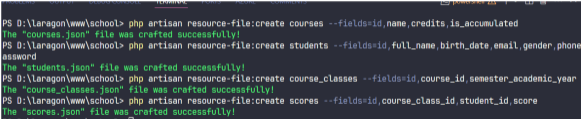 PS D:\laragon\www\school> php artisan resource-file:create courses --fields=id,name,credits,is_accumulated
The "courses.json" file was crafted successfully!
PS D:\laragon\www\school> php artisan resource-file:create students --fields=id,full_name,birth_date,email,gender,phone
assword
The "students.json" file was crafted successfully!
PS D:\laragon\www\school> php artisan resource-file:create course_classes --fields=id,course_id,semester_academic_year
The "course_classes.json" file was crafted successfully!
PS D:\laragon\www\school> php artisan resource-file:create scores --fields=id,course_class_id,student_id,score
The "scores.json" file was crafted successfully!